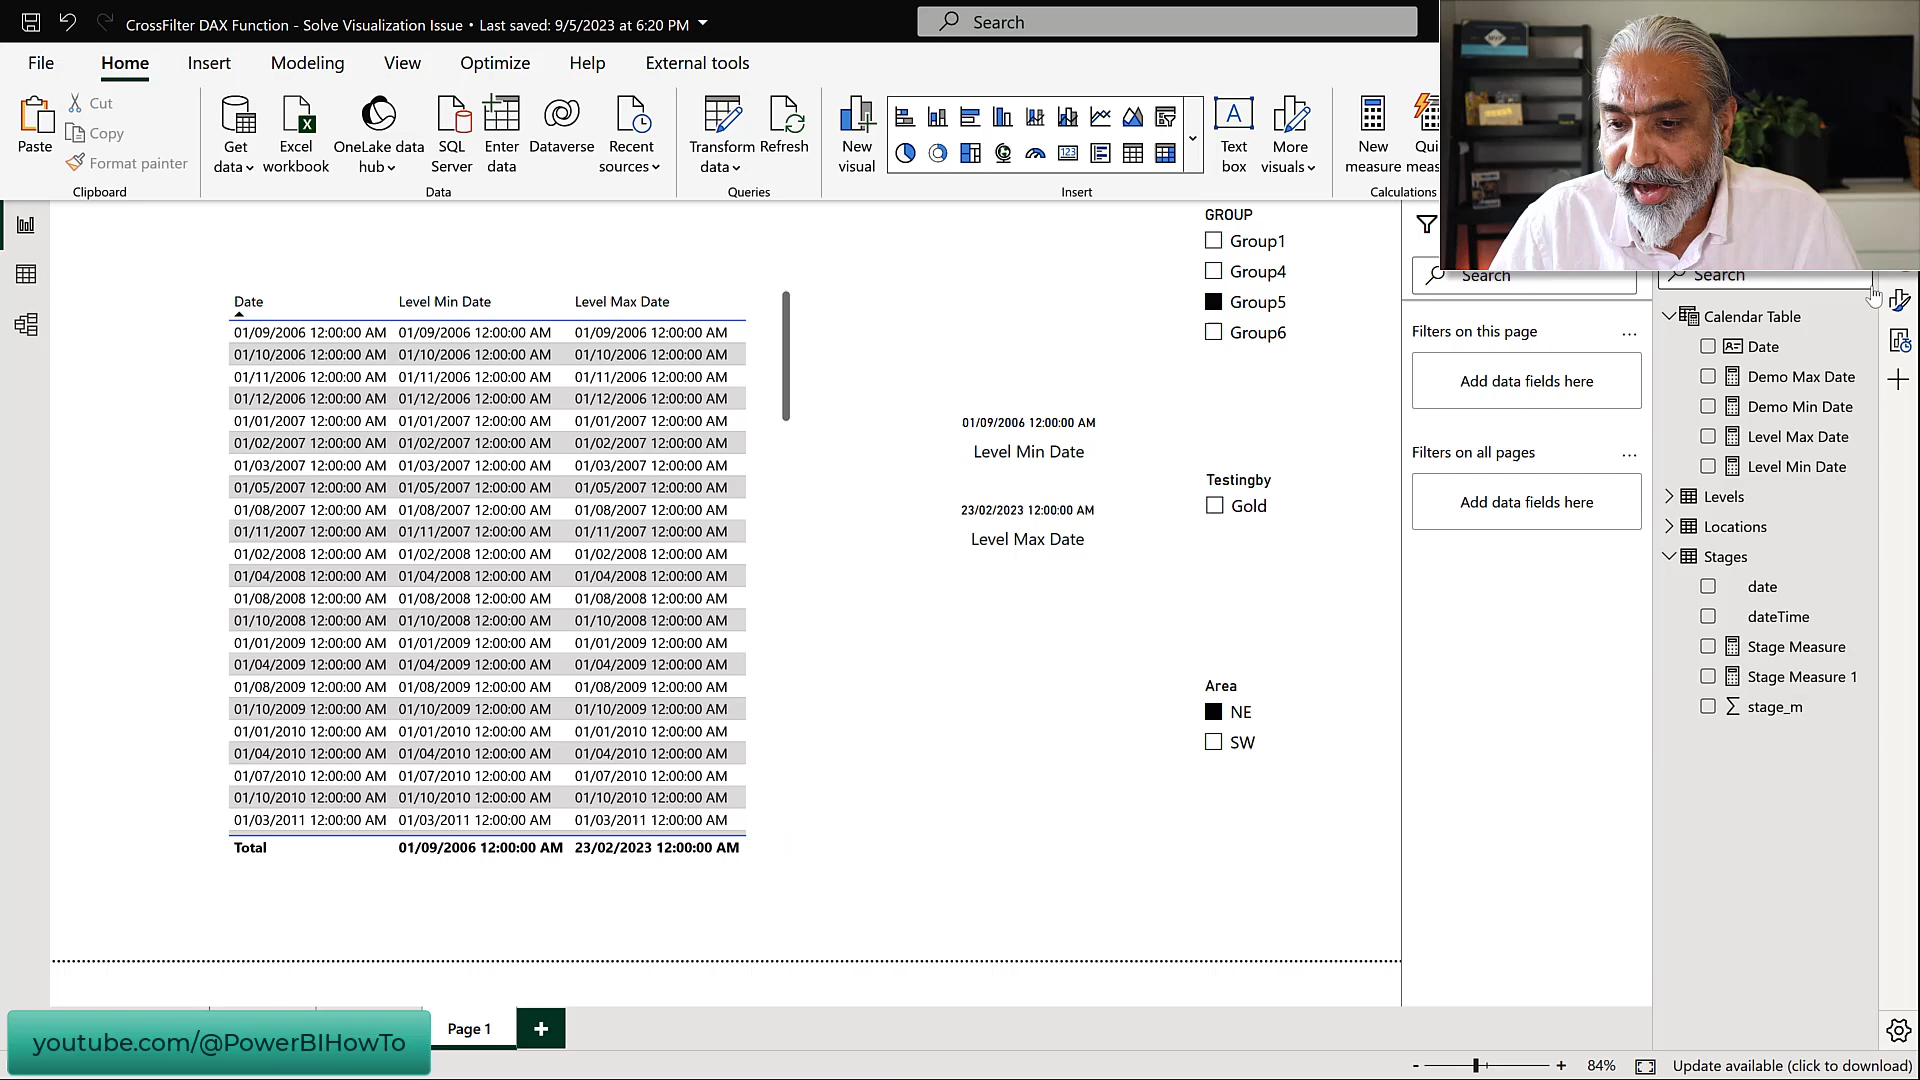 CrossFilter DAX Function - Solve Visualization Issue • Last saved: 9/5/2023 at 6:20 PM
Search
File Home Insert Modeling View Optimize Help External tools
Paste
Cut
Copy
Format painter
Clipboard
Get data
Excel workbook
OneLake data hub
SQL Server
Enter data
Dataverse
Recent sources
Data
Transform data
Refresh
Queries
New visual
Text box
More visuals
Insert
New measure
Qui
meas
Calculations
Date Level Min Date Level Max Date
01/09/2006 12:00:00 AM 01/09/2006 12:00:00 AM 01/09/2006 12:00:00 AM
01/10/2006 12:00:00 AM 01/10/2006 12:00:00 AM 01/10/2006 12:00:00 AM
01/11/2006 12:00:00 AM 01/11/2006 12:00:00 AM 01/11/2006 12:00:00 AM
01/12/2006 12:00:00 AM 01/12/2006 12:00:00 AM 01/12/2006 12:00:00 AM
01/01/2007 12:00:00 AM 01/01/2007 12:00:00 AM 01/01/2007 12:00:00 AM
01/02/2007 12:00:00 AM 01/02/2007 12:00:00 AM 01/02/2007 12:00:00 AM
01/03/2007 12:00:00 AM 01/03/2007 12:00:00 AM 01/03/2007 12:00:00 AM
01/05/2007 12:00:00 AM 01/05/2007 12:00:00 AM 01/05/2007 12:00:00 AM
01/08/2007 12:00:00 AM 01/08/2007 12:00:00 AM 01/08/2007 12:00:00 AM
01/11/2007 12:00:00 AM 01/11/2007 12:00:00 AM 01/11/2007 12:00:00 AM
01/02/2008 12:00:00 AM 01/02/2008 12:00:00 AM 01/02/2008 12:00:00 AM
01/04/2008 12:00:00 AM 01/04/2008 12:00:00 AM 01/04/2008 12:00:00 AM
01/08/2008 12:00:00 AM 01/08/2008 12:00:00 AM 01/08/2008 12:00:00 AM
01/10/2008 12:00:00 AM 01/10/2008 12:00:00 AM 01/10/2008 12:00:00 AM
01/01/2009 12:00:00 AM 01/01/2009 12:00:00 AM 01/01/2009 12:00:00 AM
01/04/2009 12:00:00 AM 01/04/2009 12:00:00 AM 01/04/2009 12:00:00 AM
01/08/2009 12:00:00 AM 01/08/2009 12:00:00 AM 01/08/2009 12:00:00 AM
01/10/2009 12:00:00 AM 01/10/2009 12:00:00 AM 01/10/2009 12:00:00 AM
01/01/2010 12:00:00 AM 01/01/2010 12:00:00 AM 01/01/2010 12:00:00 AM
01/04/2010 12:00:00 AM 01/04/2010 12:00:00 AM 01/04/2010 12:00:00 AM
01/07/2010 12:00:00 AM 01/07/2010 12:00:00 AM 01/07/2010 12:00:00 AM
01/10/2010 12:00:00 AM 01/10/2010 12:00:00 AM 01/10/2010 12:00:00 AM
01/03/2011 12:00:00 AM 01/03/2011 12:00:00 AM 01/03/2011 12:00:00 AM
Total 01/09/2006 12:00:00 AM 23/02/2023 12:00:00 AM
01/09/2006 12:00:00 AM
Level Min Date
23/02/2023 12:00:00 AM
Level Max Date
GROUP
Group1
Group4
Group5
Group6
Testingby
Gold
Area
NE
SW
Search
Filters on this page
...
Add data fields here
Filters on all pages
...
Add data fields here
Search
Calendar Table
Date
Demo Max Date
Demo Min Date
Level Max Date
Level Min Date
Levels
Locations
Stages
date
dateTime
Stage Measure
Stage Measure 1
stage_m
youtube.com/@PowerBIHowTo
Page 1
+
- + 84%
Update available (click to download)